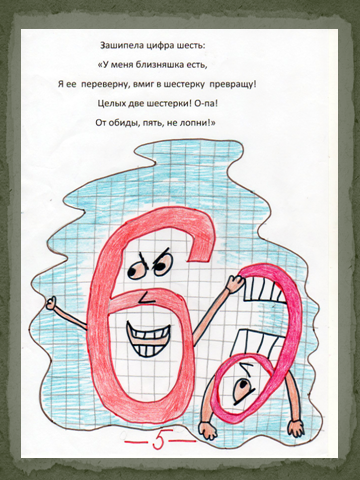 Зашипела цифра шесть:
«У меня близняшка есть,
Я ее переверну, вмиг в шестерку превращу!
Целых две шестерки! О-па!
От обиды, пять, не лопни!»
6
—5—